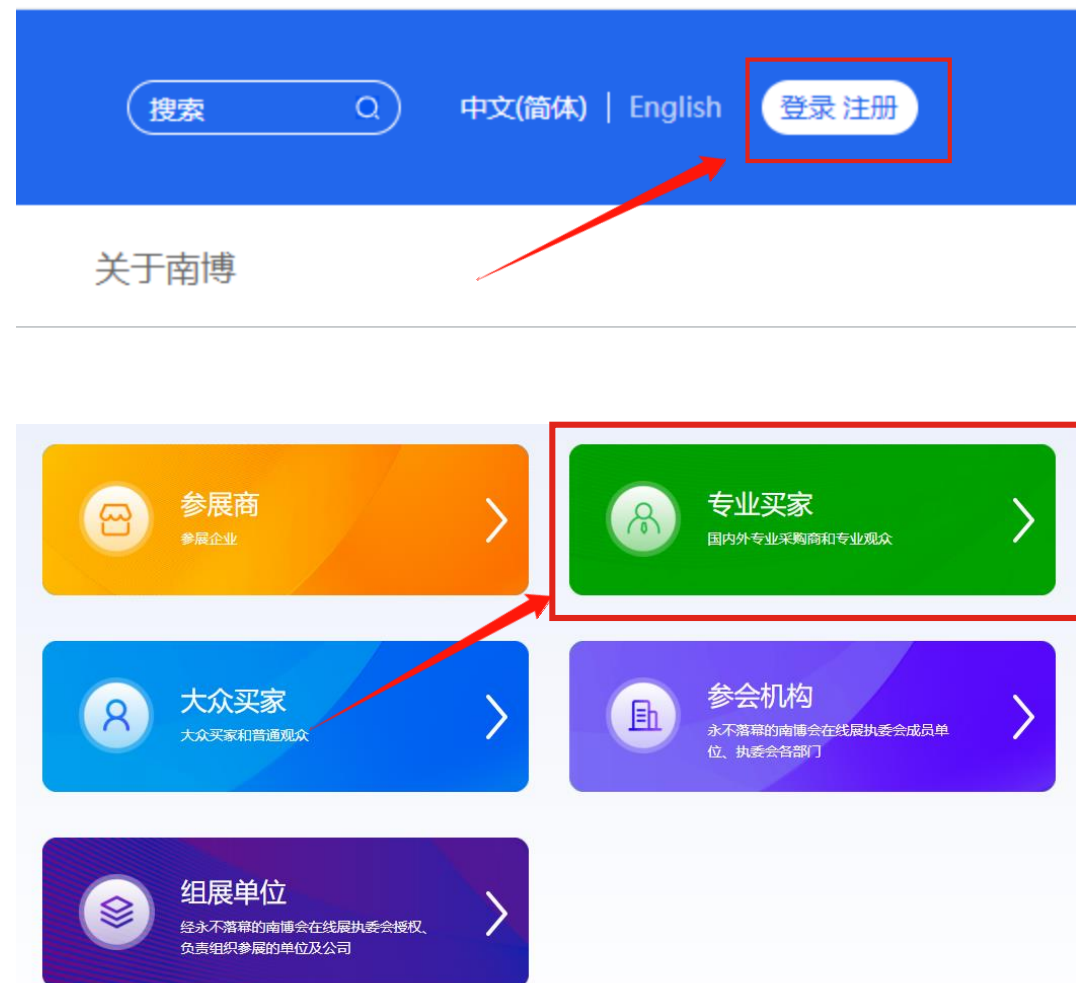 搜索
中文(简体) | English
登录 注册
关于南博
参展商
参展企业
专业买家
国内外专业采购商和专业观众
大众买家
大众买家和普通观众
参会机构
永不落幕的南博会在线展执委会成员单
位、执委会各部门
组展单位
经永不落幕的南博会在线展执委会授权、
负责组织参展的单位及公司